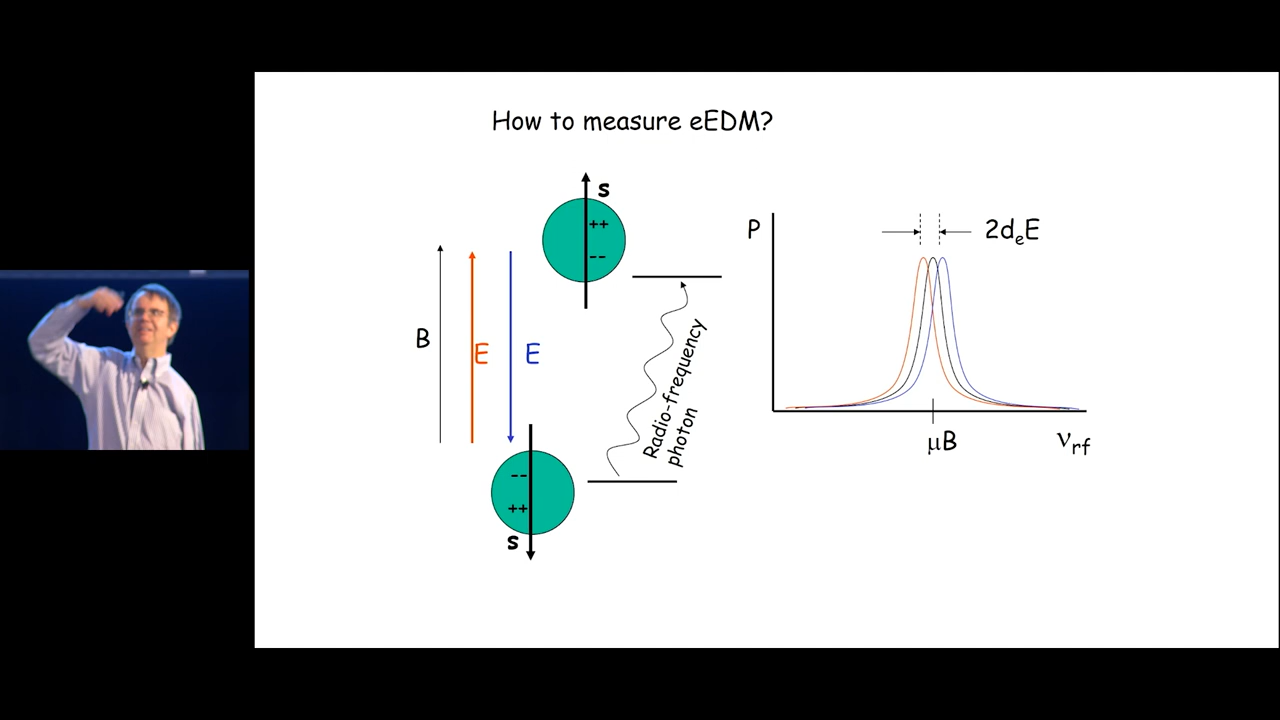 How to measure eEDM?
s
++
--
B
E
E
Radio-frequency
photon
--
++
s
P
2dₑE
μB
νrf